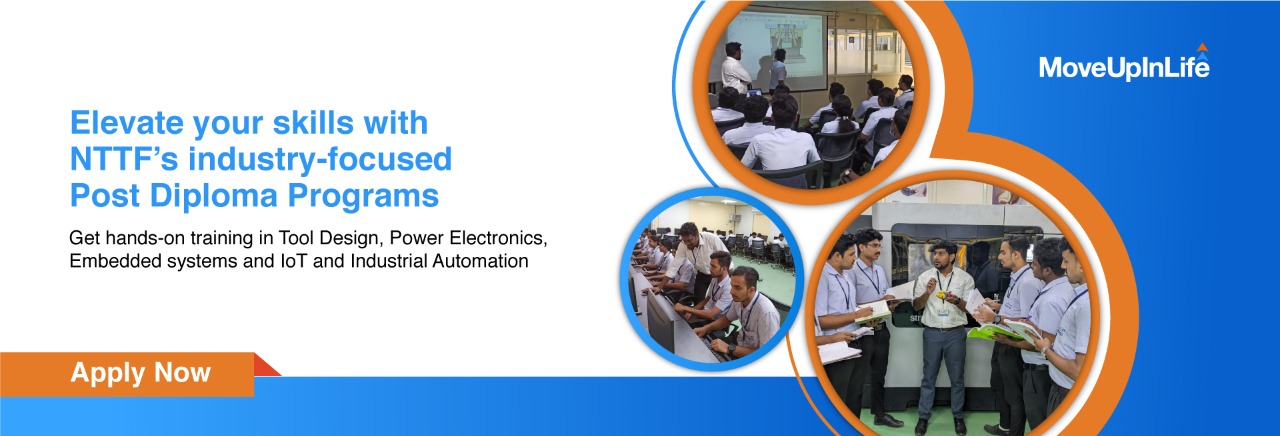 MoveUpInLife
Elevate your skills with
NTTF's industry-focused
Post Diploma Programs
Get hands-on training in Tool Design, Power Electronics,
Embedded systems and IoT and Industrial Automation
Apply Now